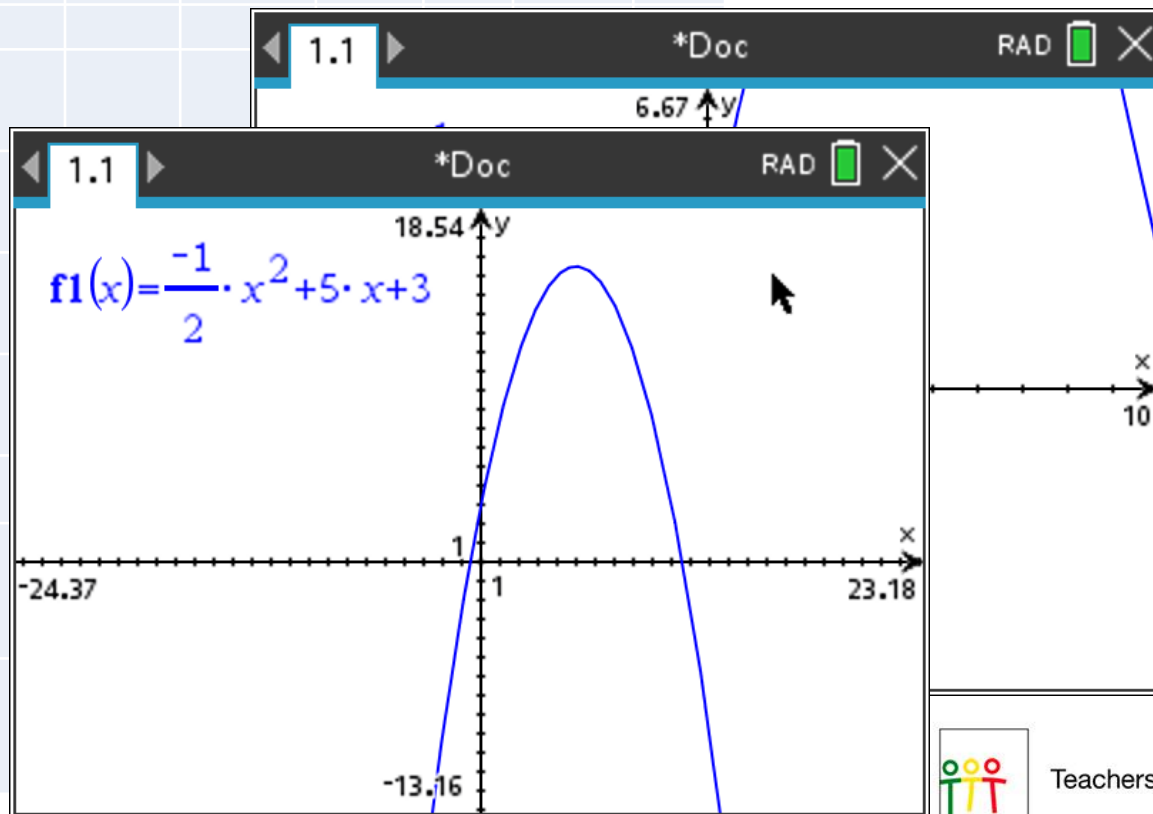 1.1 *Doc RAD
6.67 y
x
10
1.1 *Doc RAD
18.54 y
f1(x)=-1/2·x²+5·x+3
1
x
-24.37
1
23.18
-13.16
Teachers